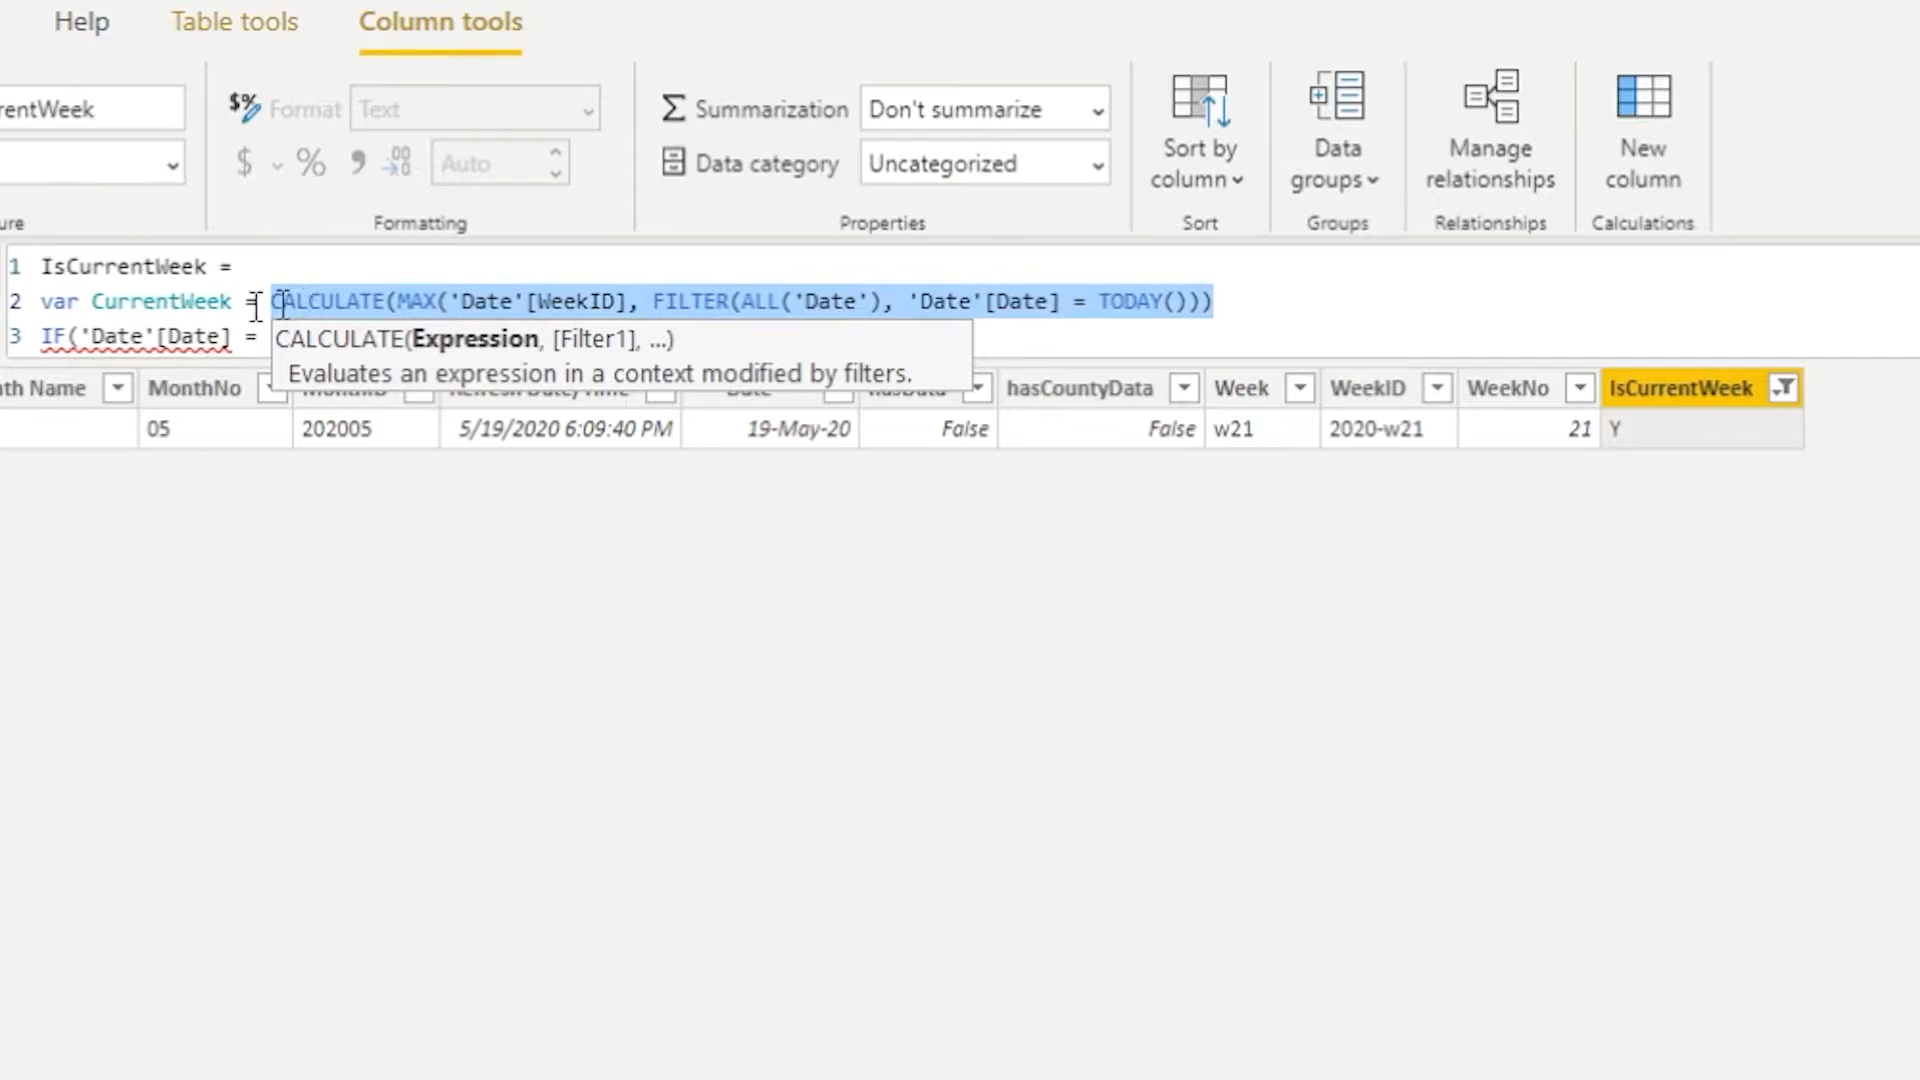 Help Table tools Column tools
rentWeek $% Format Text Σ Summarization Don't summarize
$ % 9 .00 Auto Data category Uncategorized
Sort by column Data groups Manage relationships New column
ure Formatting Properties Sort Groups Relationships Calculations
1 IsCurrentWeek =
2 var CurrentWeek = CALCULATE(MAX('Date'[WeekID], FILTER(ALL('Date'), 'Date'[Date] = TODAY()))
3 IF('Date'[Date] =
CALCULATE(Expression, [Filter1], ...)
Evaluates an expression in a context modified by filters.
th Name MonthNo hasCountyData Week WeekID WeekNo IsCurrentWeek
05 202005 5/19/2020 6:09:40 PM 19-May-20 False False w21 2020-w21 21 Y